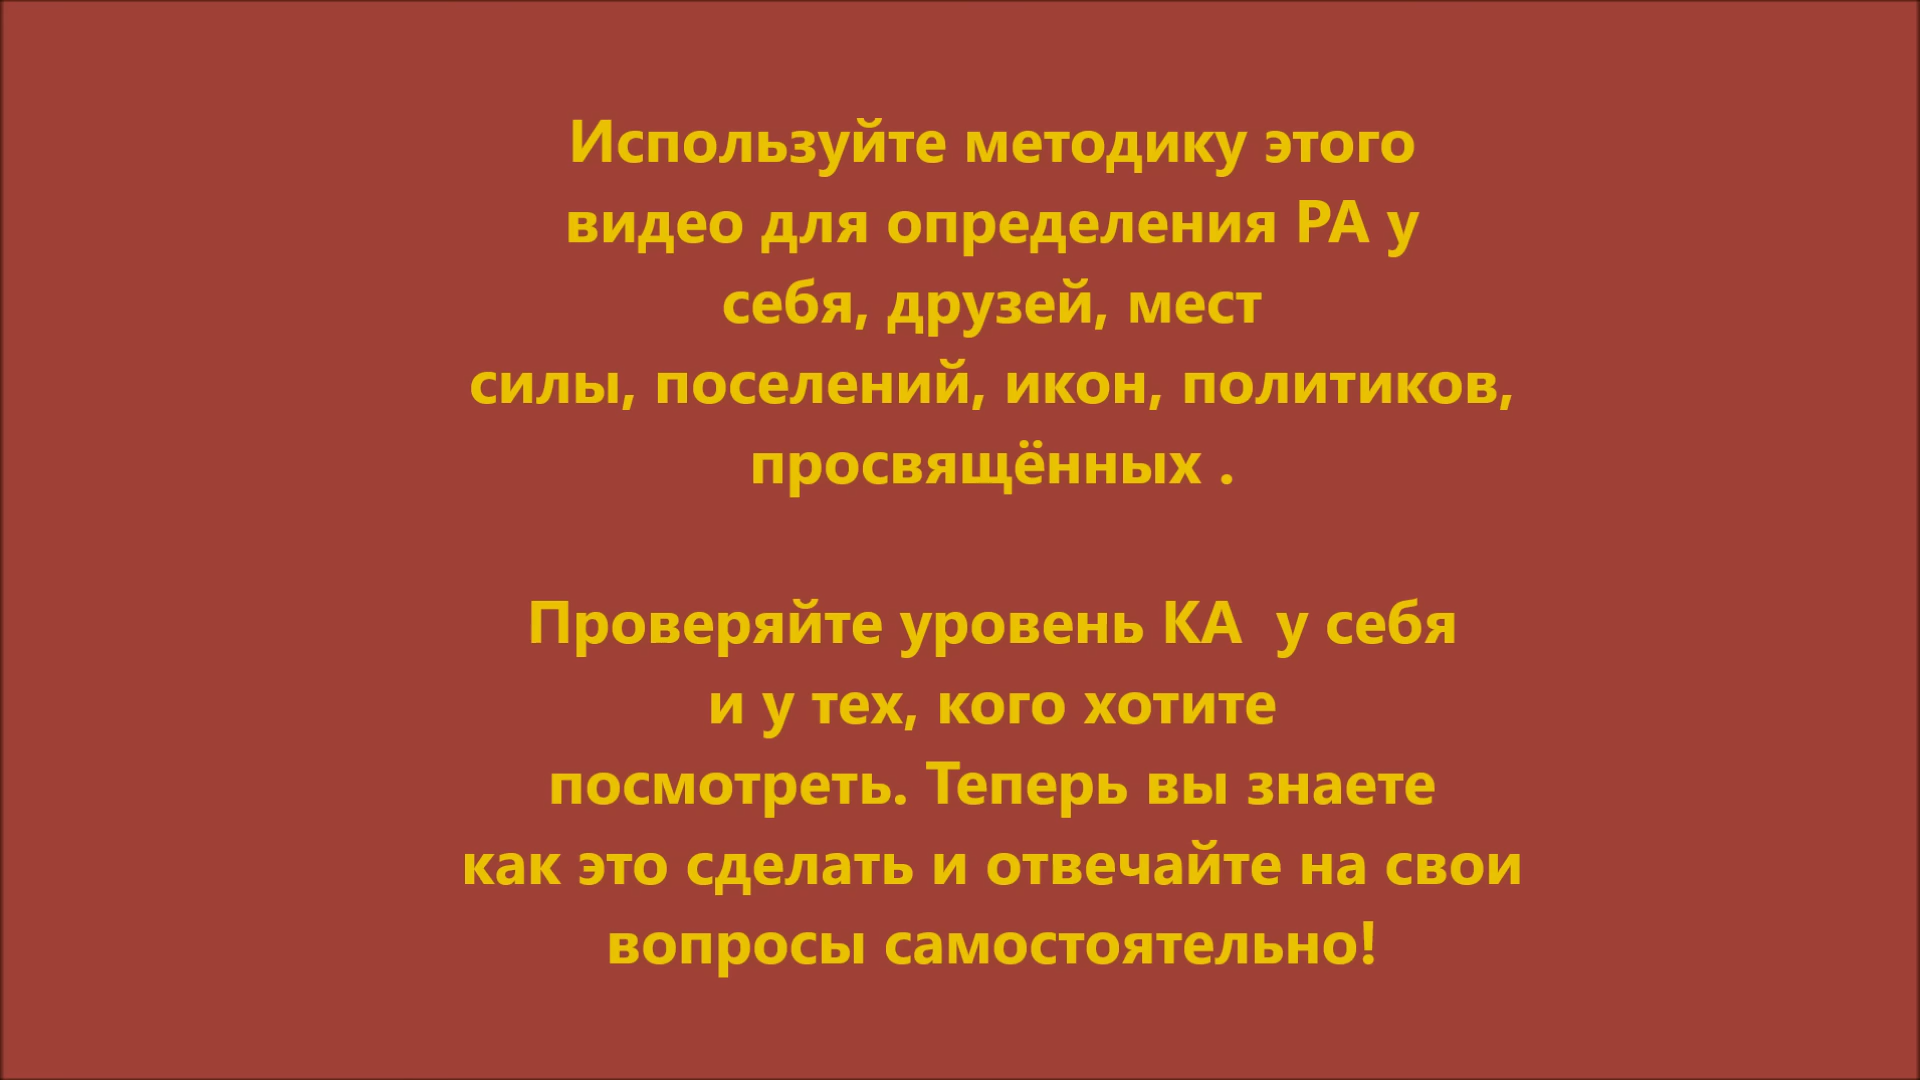 Используйте методику этого
видео для определения РА у
себя, друзей, мест
силы, поселений, икон, политиков,
просвящённых .
Проверяйте уровень КА  у себя
и у тех, кого хотите
посмотреть. Теперь вы знаете
как это сделать и отвечайте на свои
вопросы самостоятельно!